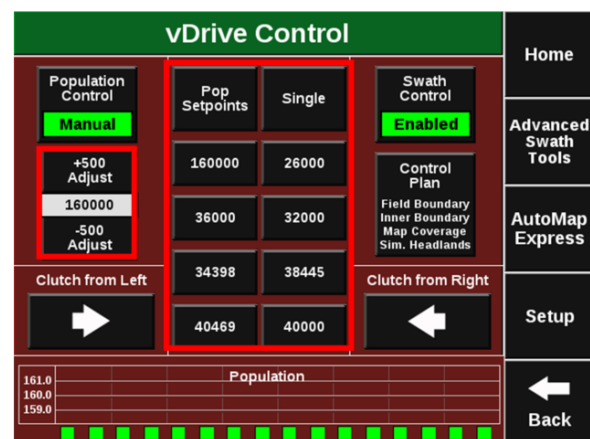 vDrive Control
Population
Control
Manual
+500
Adjust
160000
-500
Adjust
Clutch from Left
Pop
Setpoints
Single
160000
26000
36000
32000
34398
38445
40469
40000
Swath
Control
Enabled
Control
Plan
Field Boundary
Inner Boundary
Map Coverage
Sim. Headlands
Clutch from Right
Population
161.0
160.0
159.0
Home
Advanced
Swath
Tools
AutoMap
Express
Setup
Back